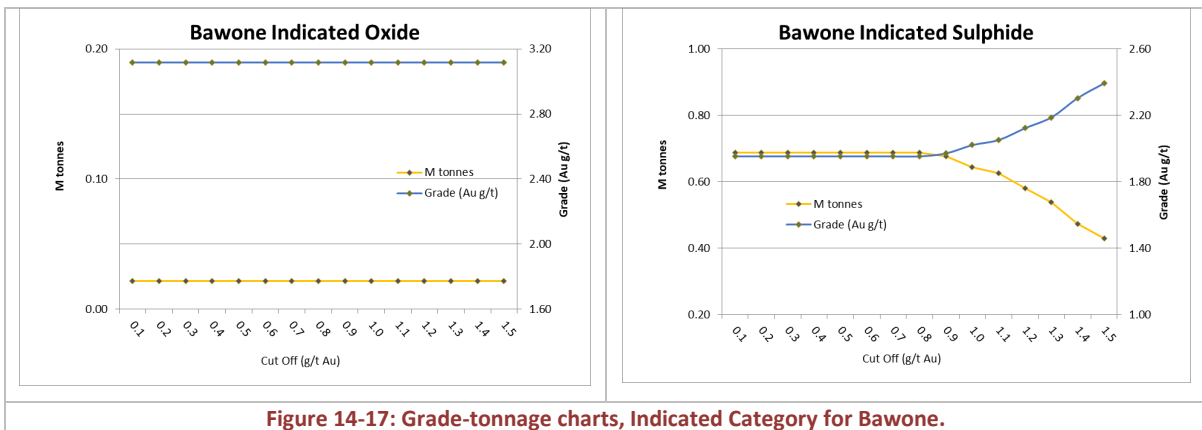 Bawone Indicated Oxide
M tonnes
0.20
0.10
0.00
3.20
2.80
2.40
2.00
1.60
Grade (Au g/t)
M tonnes
Grade (Au g/t)
0.1 0.2 0.3 0.4 0.5 0.6 0.7 0.8 0.9 1.0 1.1 1.2 1.3 1.4 1.5
Cut Off (g/t Au)
Bawone Indicated Sulphide
M tonnes
1.00
0.80
0.60
0.40
0.20
2.60
2.20
1.80
1.40
1.00
Grade (Au g/t)
M tonnes
Grade (Au g/t)
0.1 0.2 0.3 0.4 0.5 0.6 0.7 0.8 0.9 1.0 1.1 1.2 1.3 1.4 1.5
Cut Off (g/t Au)
Figure 14-17: Grade-tonnage charts, Indicated Category for Bawone.